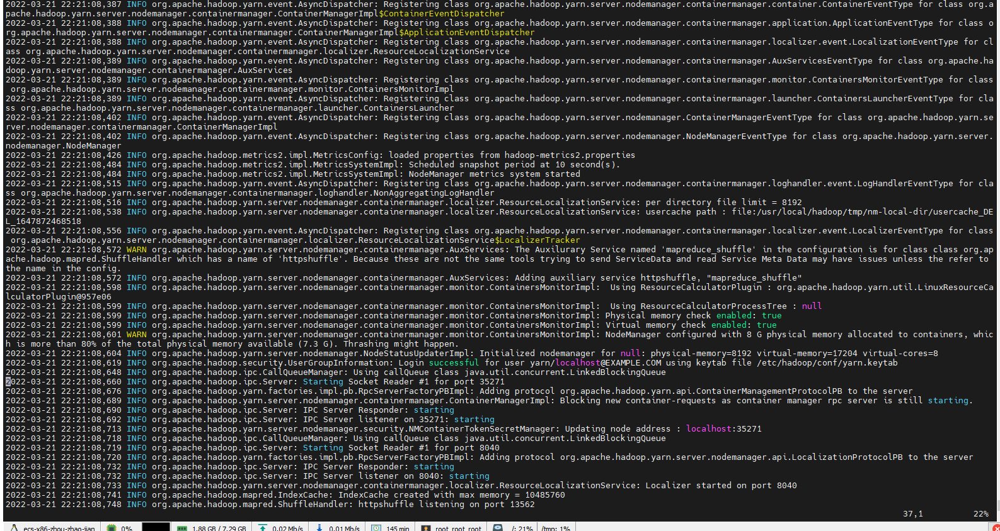 2022-03-21 22:21:08,387 INFO org.apache.hadoop.yarn.event.AsyncDispatcher: Registering class org.apache.hadoop.yarn.server.nodemanager.containermanager.container.ContainerEventType for class org.a
pache.hadoop.yarn.server.nodemanager.containermanager.ContainerManagerImpl$ContainerEventDispatcher
2022-03-21 22:21:08,388 INFO org.apache.hadoop.yarn.event.AsyncDispatcher: Registering class org.apache.hadoop.yarn.server.nodemanager.containermanager.application.ApplicationEventType for class o
rg.apache.hadoop.yarn.server.nodemanager.containermanager.ContainerManagerImpl$ApplicationEventDispatcher
2022-03-21 22:21:08,388 INFO org.apache.hadoop.yarn.event.AsyncDispatcher: Registering class org.apache.hadoop.yarn.server.nodemanager.containermanager.localizer.event.LocalizationEventType for cl
ass org.apache.hadoop.yarn.server.nodemanager.containermanager.localizer.ResourceLocalizationService
2022-03-21 22:21:08,389 INFO org.apache.hadoop.yarn.event.AsyncDispatcher: Registering class org.apache.hadoop.yarn.server.nodemanager.containermanager.AuxServicesEventType for class org.apache.ha
doop.yarn.server.nodemanager.containermanager.AuxServices
2022-03-21 22:21:08,389 INFO org.apache.hadoop.yarn.event.AsyncDispatcher: Registering class org.apache.hadoop.yarn.server.nodemanager.containermanager.monitor.ContainersMonitorEventType for class
 org.apache.hadoop.yarn.server.nodemanager.containermanager.monitor.ContainersMonitorImpl
2022-03-21 22:21:08,389 INFO org.apache.hadoop.yarn.event.AsyncDispatcher: Registering class org.apache.hadoop.yarn.server.nodemanager.containermanager.launcher.ContainersLauncherEventType for cla
ss org.apache.hadoop.yarn.server.nodemanager.containermanager.launcher.ContainersLauncher
2022-03-21 22:21:08,402 INFO org.apache.hadoop.yarn.event.AsyncDispatcher: Registering class org.apache.hadoop.yarn.server.nodemanager.ContainerManagerEventType for class org.apache.hadoop.yarn.se
rver.nodemanager.containermanager.ContainerManagerImpl
2022-03-21 22:21:08,402 INFO org.apache.hadoop.yarn.event.AsyncDispatcher: Registering class org.apache.hadoop.yarn.server.nodemanager.NodeManagerEventType for class org.apache.hadoop.yarn.server.
nodemanager.NodeManager
2022-03-21 22:21:08,426 INFO org.apache.hadoop.metrics2.impl.MetricsConfig: loaded properties from hadoop-metrics2.properties
2022-03-21 22:21:08,484 INFO org.apache.hadoop.metrics2.impl.MetricsSystemImpl: Scheduled snapshot period at 10 second(s).
2022-03-21 22:21:08,484 INFO org.apache.hadoop.metrics2.impl.MetricsSystemImpl: NodeManager metrics system started
2022-03-21 22:21:08,515 INFO org.apache.hadoop.yarn.event.AsyncDispatcher: Registering class org.apache.hadoop.yarn.server.nodemanager.containermanager.loghandler.event.LogHandlerEventType for cla
ss org.apache.hadoop.yarn.server.nodemanager.containermanager.loghandler.NonAggregatingLogHandler
2022-03-21 22:21:08,516 INFO org.apache.hadoop.yarn.server.nodemanager.containermanager.localizer.ResourceLocalizationService: per directory file limit = 8192
2022-03-21 22:21:08,538 INFO org.apache.hadoop.yarn.server.nodemanager.containermanager.localizer.ResourceLocalizationService: usercache path : file:/usr/local/hadoop/tmp/nm-local-dir/usercache_DE
L_1647872468518
2022-03-21 22:21:08,556 INFO org.apache.hadoop.yarn.event.AsyncDispatcher: Registering class org.apache.hadoop.yarn.server.nodemanager.containermanager.localizer.event.LocalizerEventType for class
 org.apache.hadoop.yarn.server.nodemanager.containermanager.localizer.ResourceLocalizationService$LocalizerTracker
2022-03-21 22:21:08,572 WARN org.apache.hadoop.yarn.server.nodemanager.containermanager.AuxServices: The Auxilurary Service named 'mapreduce_shuffle' in the configuration is for class class org.ap
ache.hadoop.mapred.ShuffleHandler which has a name of 'httpshuffle'. Because these are not the same tools trying to send ServiceData and read Service Meta Data may have issues unless the refer to
the name in the config.
2022-03-21 22:21:08,572 INFO org.apache.hadoop.yarn.server.nodemanager.containermanager.AuxServices: Adding auxiliary service httpshuffle, "mapreduce_shuffle"
2022-03-21 22:21:08,598 INFO org.apache.hadoop.yarn.server.nodemanager.containermanager.monitor.ContainersMonitorImpl:  Using ResourceCalculatorPlugin : org.apache.hadoop.yarn.util.LinuxResourceCa
lculatorPlugin@957e06
2022-03-21 22:21:08,599 INFO org.apache.hadoop.yarn.server.nodemanager.containermanager.monitor.ContainersMonitorImpl:  Using ResourceCalculatorProcessTree : null
2022-03-21 22:21:08,599 INFO org.apache.hadoop.yarn.server.nodemanager.containermanager.monitor.ContainersMonitorImpl: Physical memory check enabled: true
2022-03-21 22:21:08,599 INFO org.apache.hadoop.yarn.server.nodemanager.containermanager.monitor.ContainersMonitorImpl: Virtual memory check enabled: true
2022-03-21 22:21:08,601 WARN org.apache.hadoop.yarn.server.nodemanager.containermanager.monitor.ContainersMonitorImpl: NodeManager configured with 8 G physical memory allocated to containers, whic
h is more than 80% of the total physical memory available (7.3 G). Thrashing might happen.
2022-03-21 22:21:08,604 INFO org.apache.hadoop.yarn.server.nodemanager.NodeStatusUpdaterImpl: Initialized nodemanager for null: physical-memory=8192 virtual-memory=17204 virtual-cores=8
2022-03-21 22:21:08,619 INFO org.apache.hadoop.security.UserGroupInformation: Login successful for user yarn/localhost@EXAMPLE.COM using keytab file /etc/hadoop/conf/yarn.keytab
2022-03-21 22:21:08,648 INFO org.apache.hadoop.ipc.CallQueueManager: Using callQueue class java.util.concurrent.LinkedBlockingQueue
2022-03-21 22:21:08,660 INFO org.apache.hadoop.ipc.Server: Starting Socket Reader #1 for port 35271
2022-03-21 22:21:08,676 INFO org.apache.hadoop.yarn.factories.impl.pb.RpcServerFactoryPBImpl: Adding protocol org.apache.hadoop.yarn.api.ContainerManagementProtocolPB to the server
2022-03-21 22:21:08,689 INFO org.apache.hadoop.yarn.server.nodemanager.containermanager.ContainerManagerImpl: Blocking new container-requests as container manager rpc server is still starting.
2022-03-21 22:21:08,690 INFO org.apache.hadoop.ipc.Server: IPC Server Responder: starting
2022-03-21 22:21:08,692 INFO org.apache.hadoop.ipc.Server: IPC Server listener on 35271: starting
2022-03-21 22:21:08,713 INFO org.apache.hadoop.yarn.server.nodemanager.security.NMContainerTokenSecretManager: Updating node address : localhost:35271
2022-03-21 22:21:08,718 INFO org.apache.hadoop.ipc.CallQueueManager: Using callQueue class java.util.concurrent.LinkedBlockingQueue
2022-03-21 22:21:08,719 INFO org.apache.hadoop.ipc.Server: Starting Socket Reader #1 for port 8040
2022-03-21 22:21:08,720 INFO org.apache.hadoop.yarn.factories.impl.pb.RpcServerFactoryPBImpl: Adding protocol org.apache.hadoop.yarn.server.nodemanager.api.LocalizationProtocolPB to the server
2022-03-21 22:21:08,732 INFO org.apache.hadoop.ipc.Server: IPC Server Responder: starting
2022-03-21 22:21:08,732 INFO org.apache.hadoop.ipc.Server: IPC Server listener on 8040: starting
2022-03-21 22:21:08,733 INFO org.apache.hadoop.yarn.server.nodemanager.containermanager.localizer.ResourceLocalizationService: Localizer started on port 8040
2022-03-21 22:21:08,741 INFO org.apache.hadoop.mapred.IndexCache: IndexCache created with max memory = 10485760
2022-03-21 22:21:08,748 INFO org.apache.hadoop.mapred.ShuffleHandler: httpshuffle listening on port 13562
37,1 22%
ecs-x86-zhou-zhao-jian 0% 1.88 GB / 7.29 GB 0.02 Mb/s 0.01 Mb/s 145 min root root root /: 21% /tmp: 1%